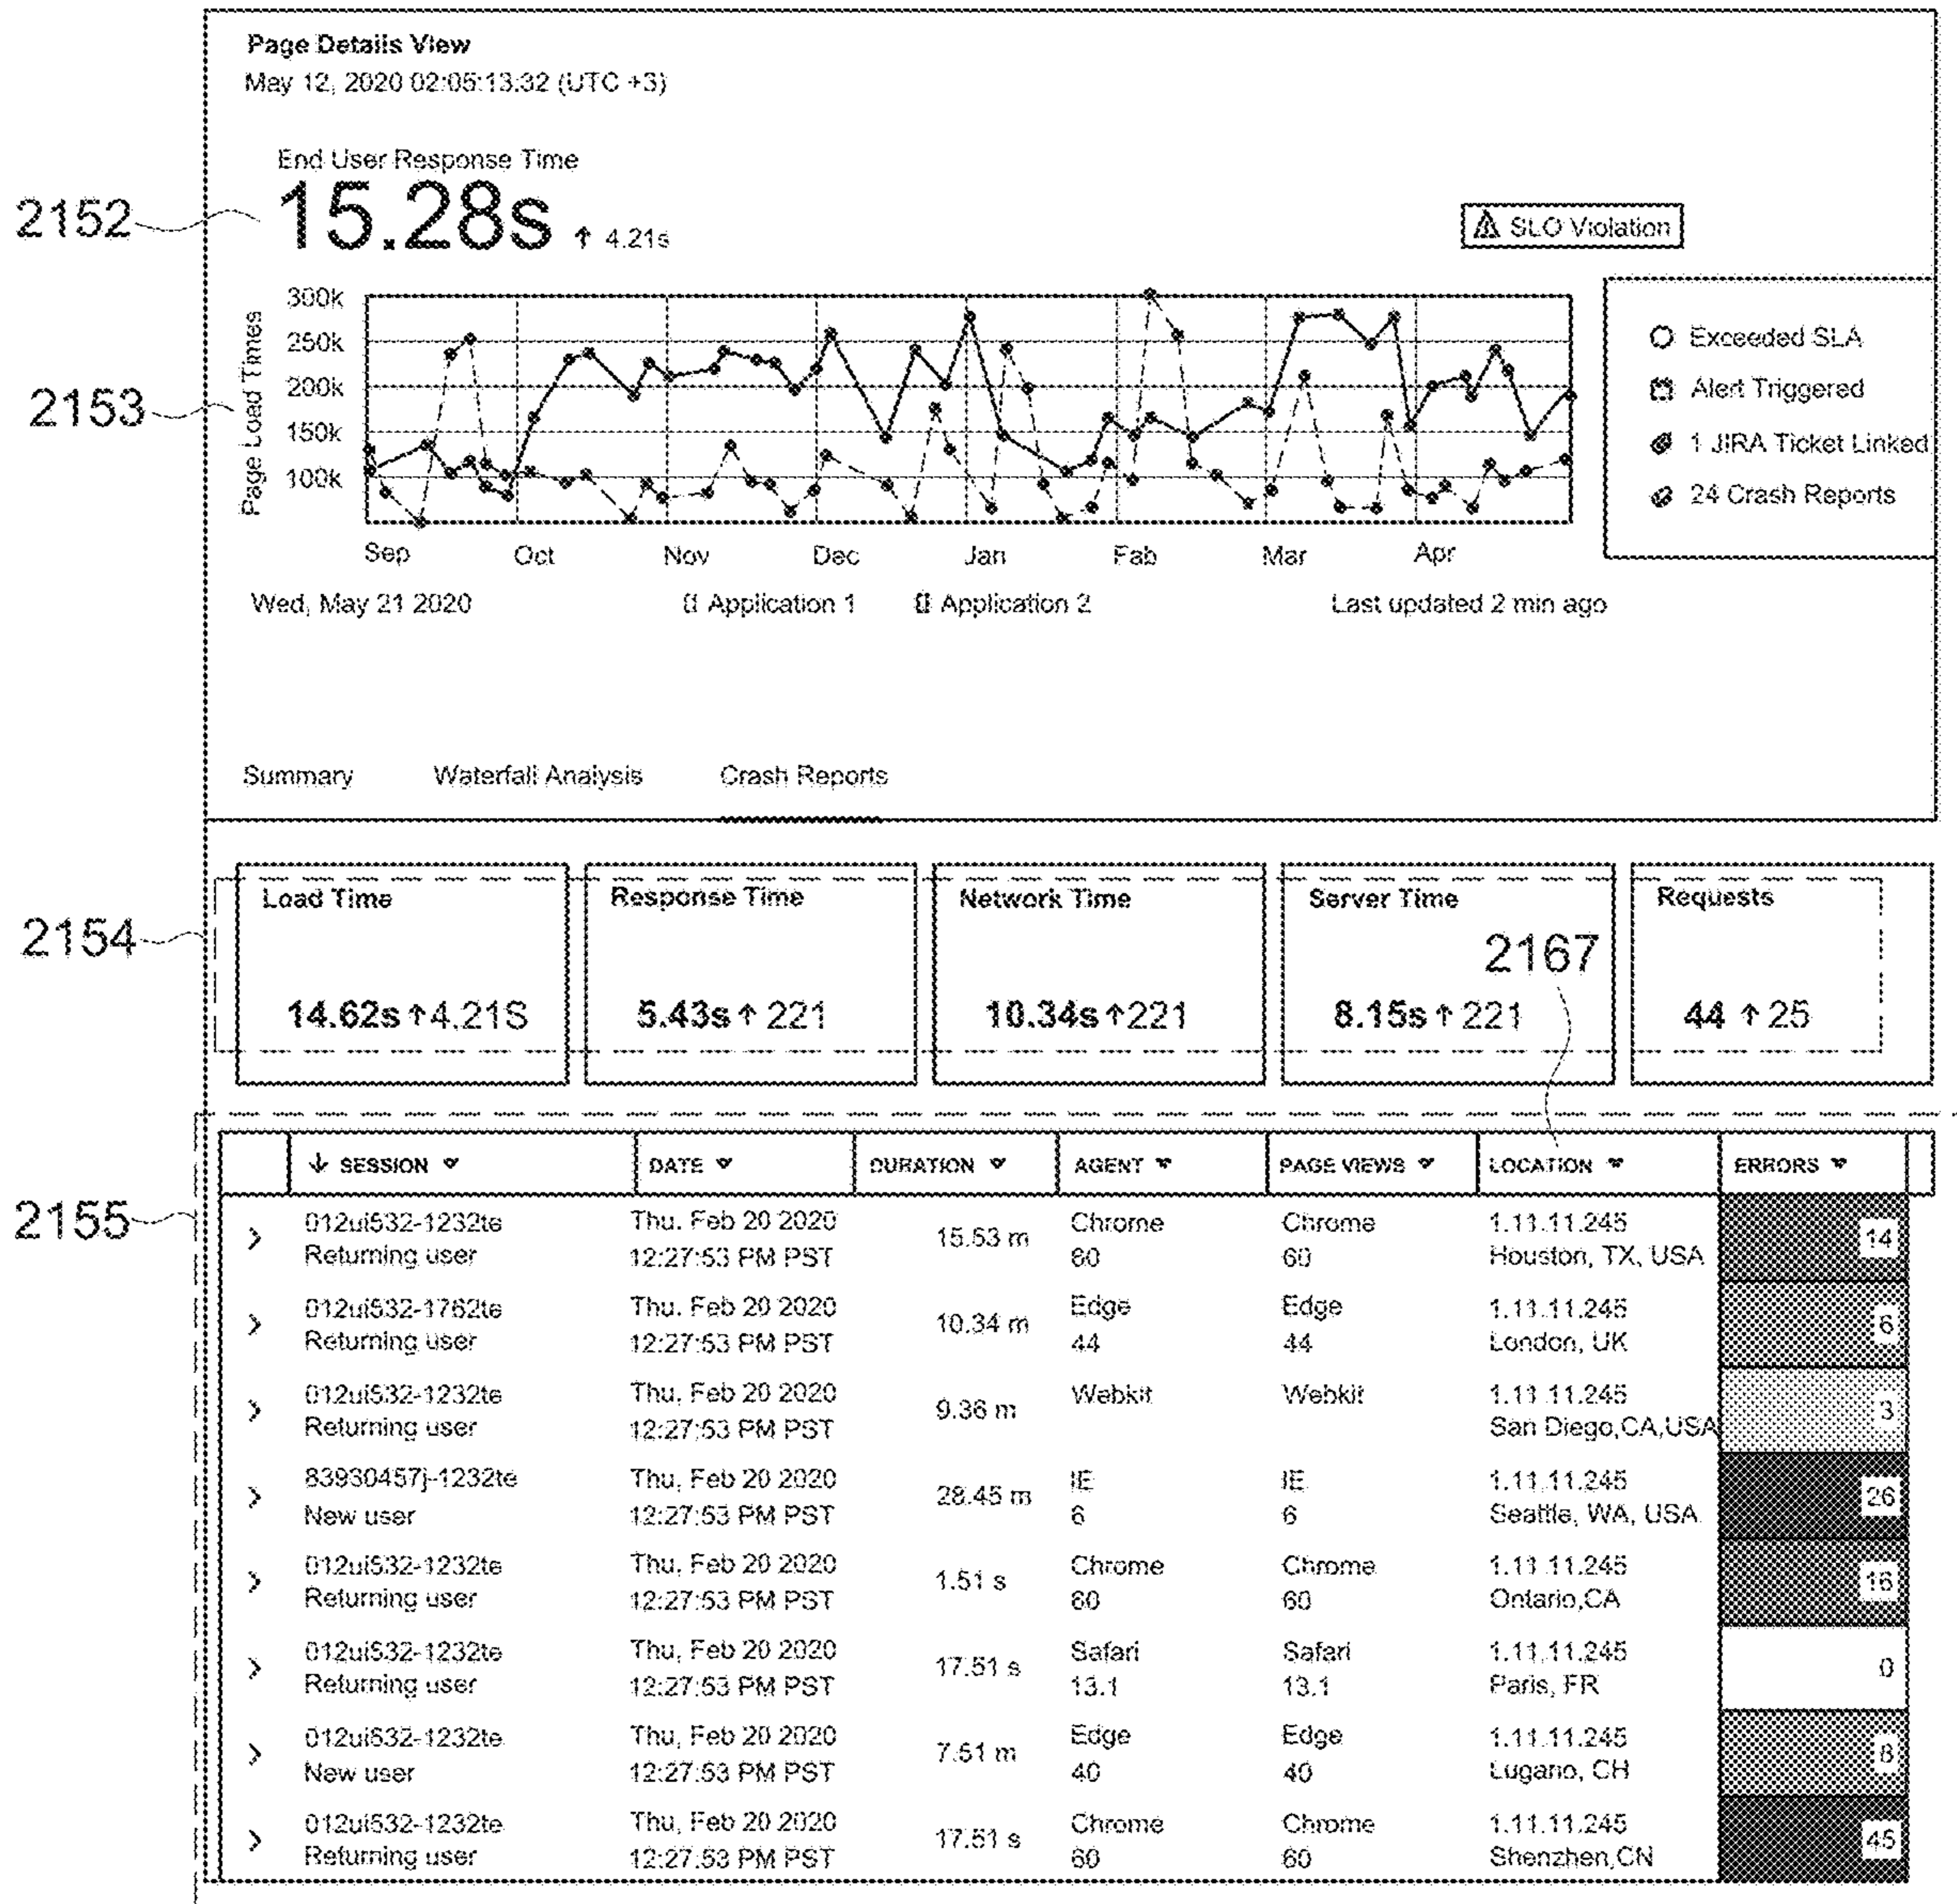 Page Details View
May 12, 2020 02:05:13:32 (UTC +3)
End User Response Time
2152
15.28s ↑ 4.21s
SLO Violation
2153
Page Load Times
300k
250k
200k
150k
100k
Sep Oct Nov Dec Jan Fab Mar Apr
Exceeded SLA
Alert Triggered
1 JIRA Ticket Linked
24 Crash Reports
Wed, May 21 2020 Application 1 Application 2 Last updated 2 min ago
Summary Waterfall Analysis Crash Reports
2154
Load Time Response Time Network Time Server Time Requests
2167
14.62s ↑4.21S 5.43s ↑ 221 10.34s ↑221 8.15s ↑ 221 44 ↑ 25
2155
↓ SESSION DATE DURATION AGENT PAGE VIEWS LOCATION ERRORS
012ui532-1232te Thu. Feb 20 2020 15.53 m Chrome Chrome 1.11.11.245 14
Returning user 12:27:53 PM PST 60 60 Houston, TX, USA
012ui532-1762te Thu. Feb 20 2020 10.34 m Edge Edge 1.11.11.245
Returning user 12:27:53 PM PST 44 44 London, UK
012ui532-1232te Thu, Feb 20 2020 9.36 m Webkit Webkit 1.11.11.245 3
Returning user 12:27:53 PM PST San Diego,CA,USA
83930457j-1232te Thu, Feb 20 2020 28.45 m IE IE 1.11.11.245 26
New user 12:27:53 PM PST 6 6 Seattle, WA, USA
012ui532-1232te Thu, Feb 20 2020 1.51 s Chrome Chrome 1.11.11.245 16
Returning user 12:27:53 PM PST 60 60 Ontario,CA
012ui532-1232te Thu, Feb 20 2020 17.51 s Safari Safari 1.11.11.245 0
Returning user 12:27:53 PM PST 13.1 13.1 Paris, FR
012ui532-1232te Thu, Feb 20 2020 7.51 m Edge Edge 1.11.11.245
New user 12:27:53 PM PST 40 40 Lugano, CH
012ui532-1232te Thu, Feb 20 2020 17.51 s Chrome Chrome 1.11.11.245 45
Returning user 12:27:53 PM PST 60 60 Shenzhen,CN